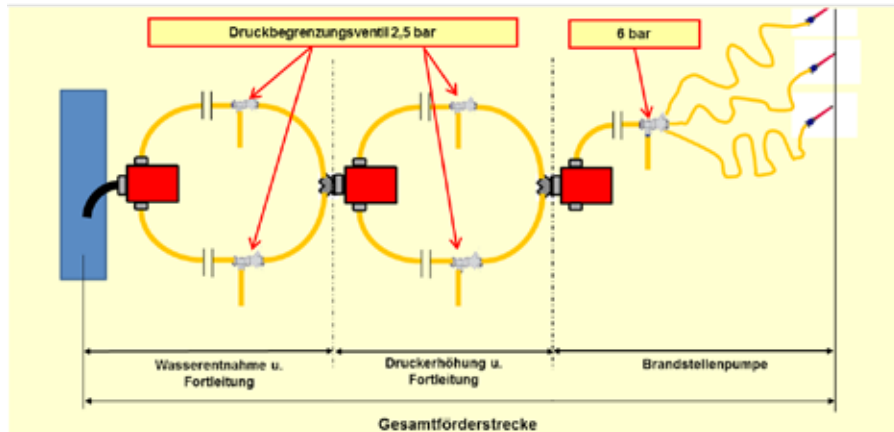 Druckbegrenzungsventil 2,5 bar
6 bar
Wasserentnahme u.
Fortleitung
Druckerhöhung u.
Fortleitung
Brandstellenpumpe
Gesamtförderstrecke